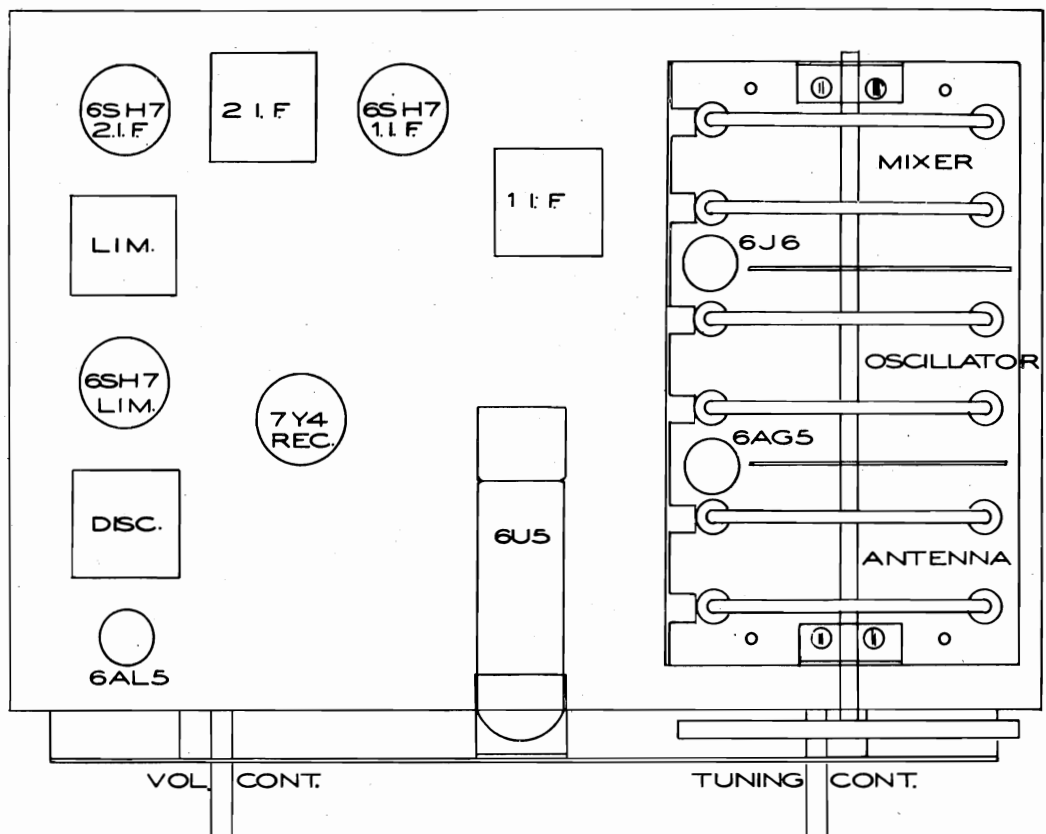 6SH7
2.I.F.
2 I.F.
6SH7
1.I.F.
1 I.F.
MIXER
6J6
LIM.
OSCILLATOR
6SH7
LIM.
7Y4
REC.
6AG5
DISC.
6U5
ANTENNA
6AL5
VOL. CONT.
TUNING CONT.